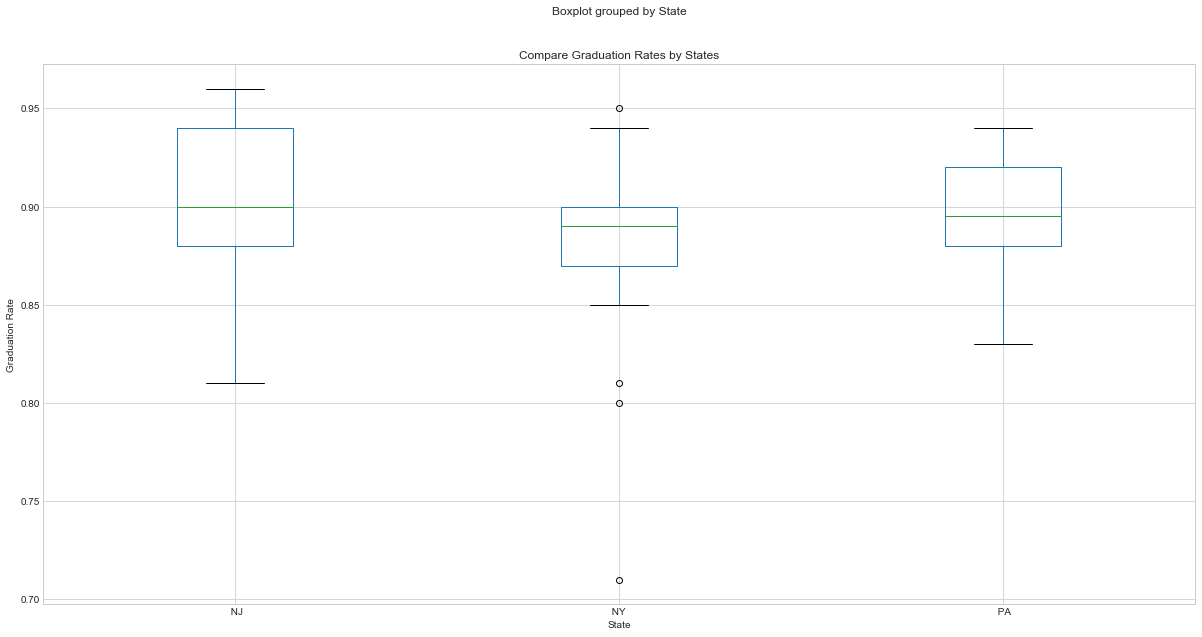 Boxplot grouped by State
Compare Graduation Rates by States
0.95
0.90
0.85
0.80
0.75
0.70
Graduation Rate
NJ
NY
PA
State